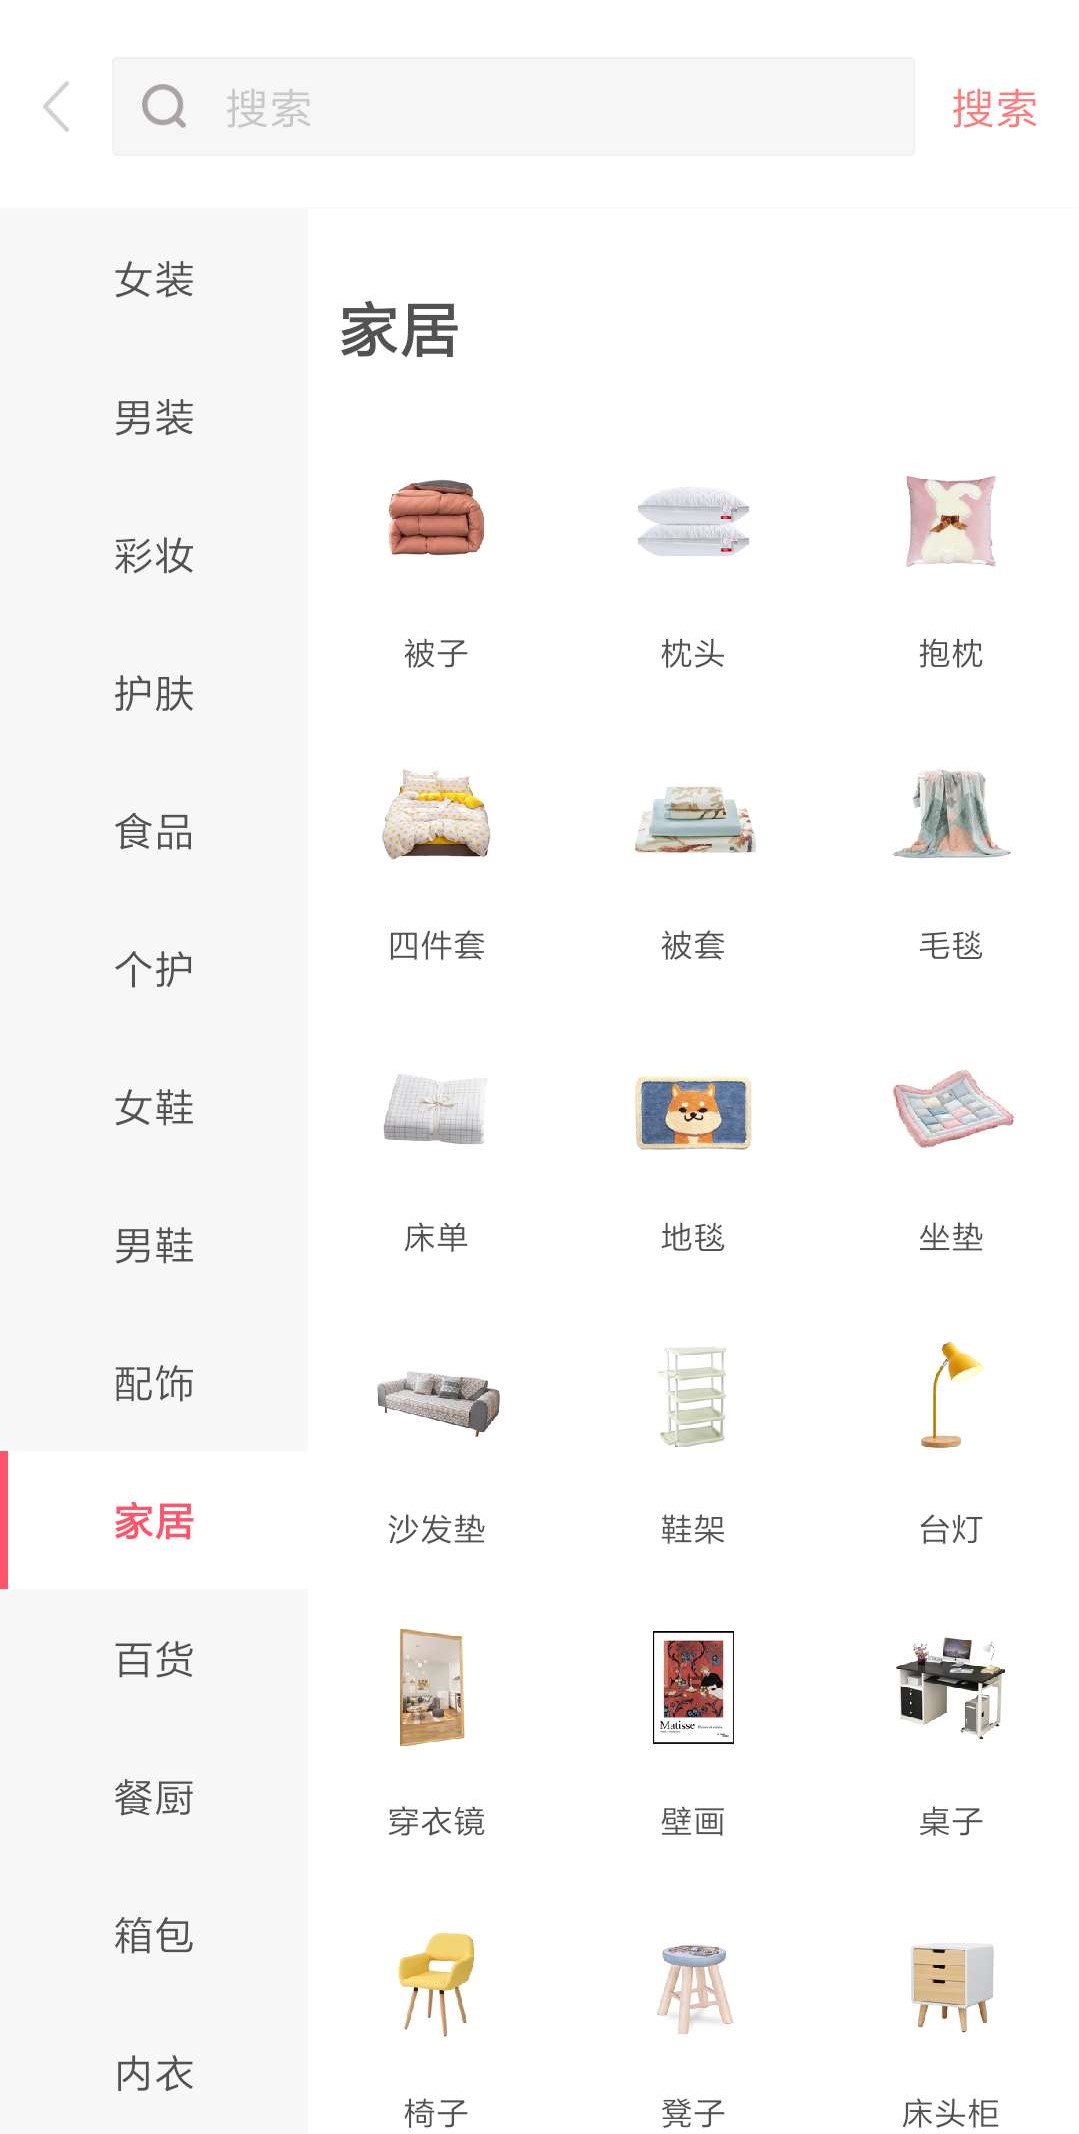 搜索
搜索
女装
男装
彩妆
护肤
食品
个护
女鞋
男鞋
配饰
家居
百货
餐厨
箱包
内衣
家居
被子
枕头
抱枕
四件套
被套
毛毯
床单
地毯
坐垫
沙发垫
鞋架
台灯
穿衣镜
Matisse
壁画
桌子
椅子
凳子
床头柜